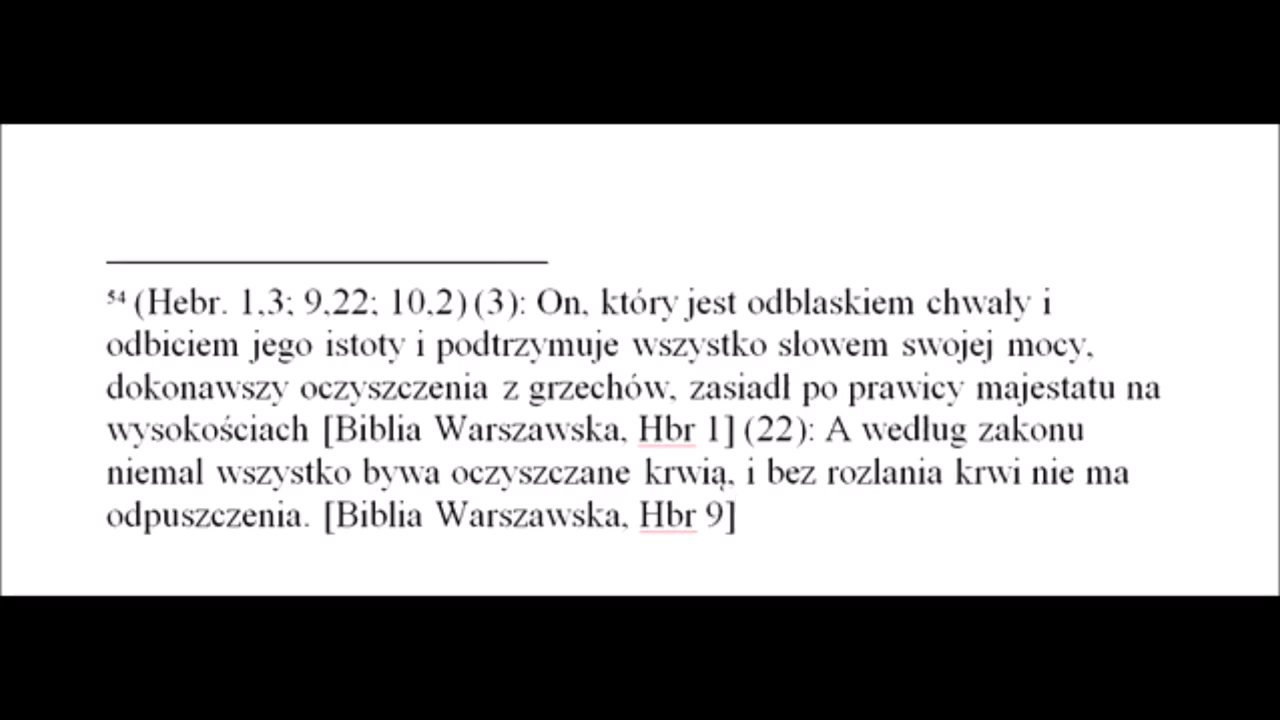 ⁵⁴ (Hebr. 1,3; 9,22; 10,2) (3): On, który jest odblaskiem chwały i
odbiciem jego istoty i podtrzymuje wszystko słowem swojej mocy,
dokonawszy oczyszczenia z grzechów, zasiadł po prawicy majestatu na
wysokościach [Biblia Warszawska, Hbr 1] (22): A według zakonu
niemal wszystko bywa oczyszczane krwią, i bez rozlania krwi nie ma
odpuszczenia. [Biblia Warszawska, Hbr 9]